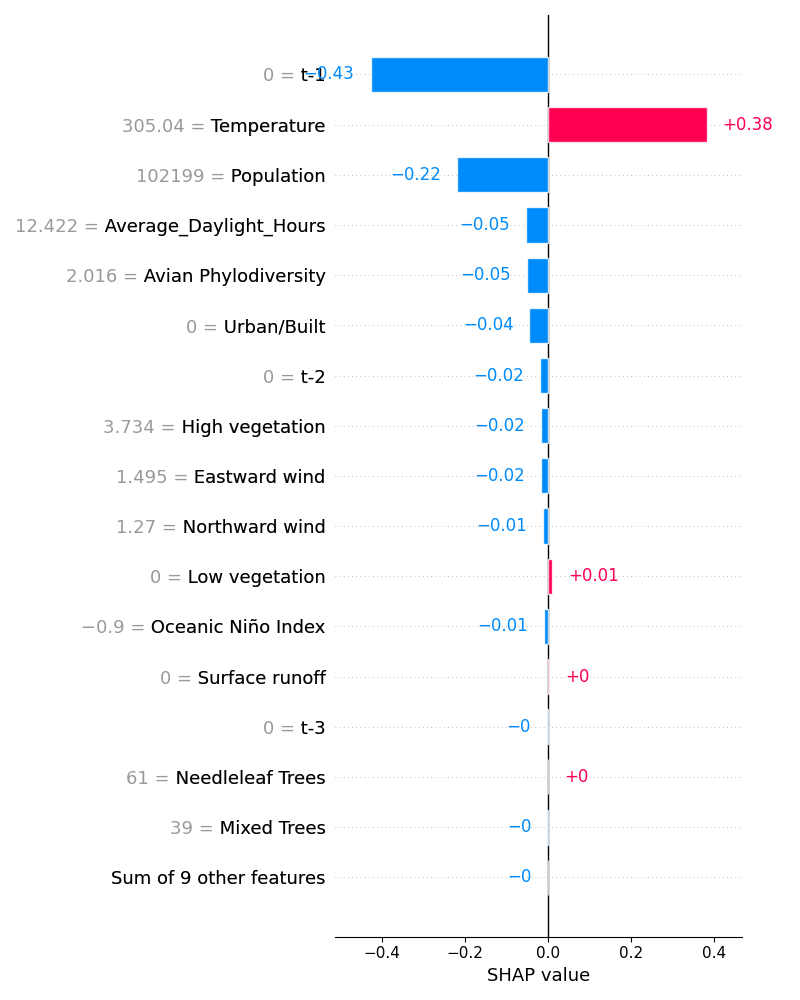 0 = t-1 −0.43
305.04 = Temperature +0.38
102199 = Population −0.22
12.422 = Average_Daylight_Hours −0.05
2.016 = Avian Phylodiversity −0.05
0 = Urban/Built −0.04
0 = t-2 −0.02
3.734 = High vegetation −0.02
1.495 = Eastward wind −0.02
1.27 = Northward wind −0.01
0 = Low vegetation +0.01
−0.9 = Oceanic Niño Index −0.01
0 = Surface runoff +0
0 = t-3 −0
61 = Needleleaf Trees +0
39 = Mixed Trees −0
Sum of 9 other features −0
−0.4 −0.2 0.0 0.2 0.4
SHAP value